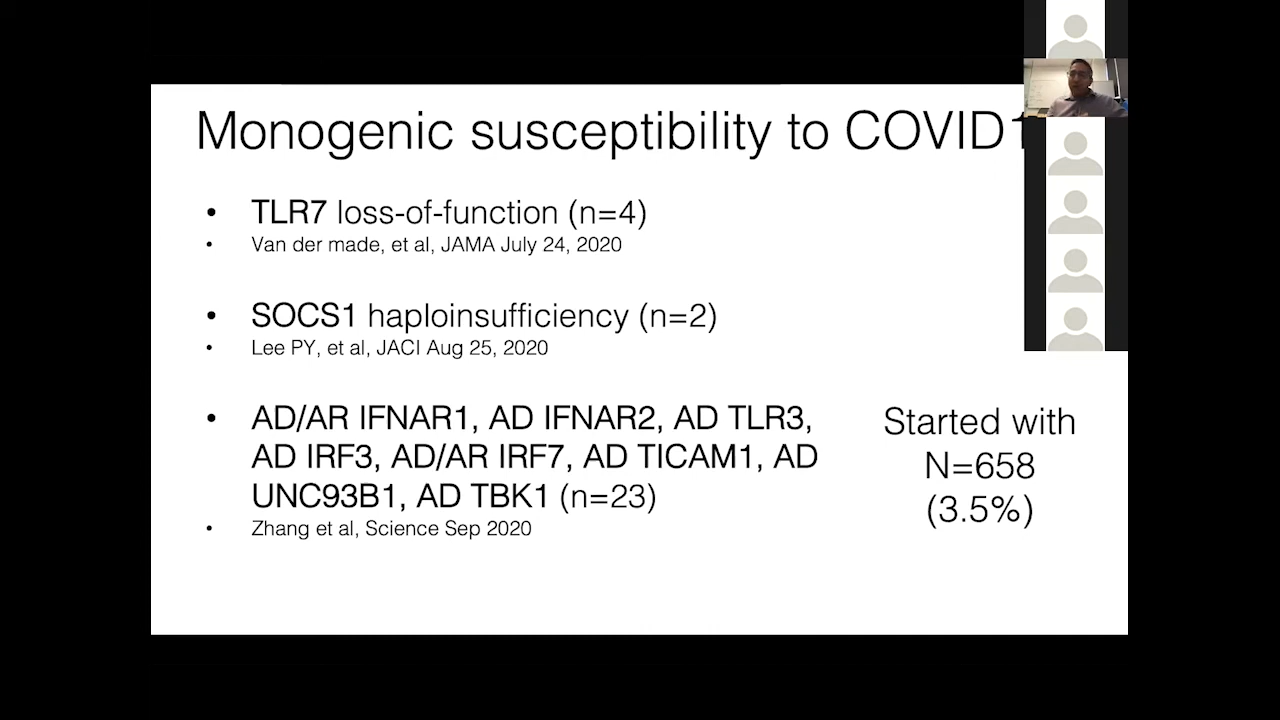 Monogenic susceptibility to COVID1
• TLR7 loss-of-function (n=4)
• Van der made, et al, JAMA July 24, 2020
• SOCS1 haploinsufficiency (n=2)
• Lee PY, et al, JACI Aug 25, 2020
• AD/AR IFNAR1, AD IFNAR2, AD TLR3,
AD IRF3, AD/AR IRF7, AD TICAM1, AD
UNC93B1, AD TBK1 (n=23)
• Zhang et al, Science Sep 2020
Started with
N=658
(3.5%)